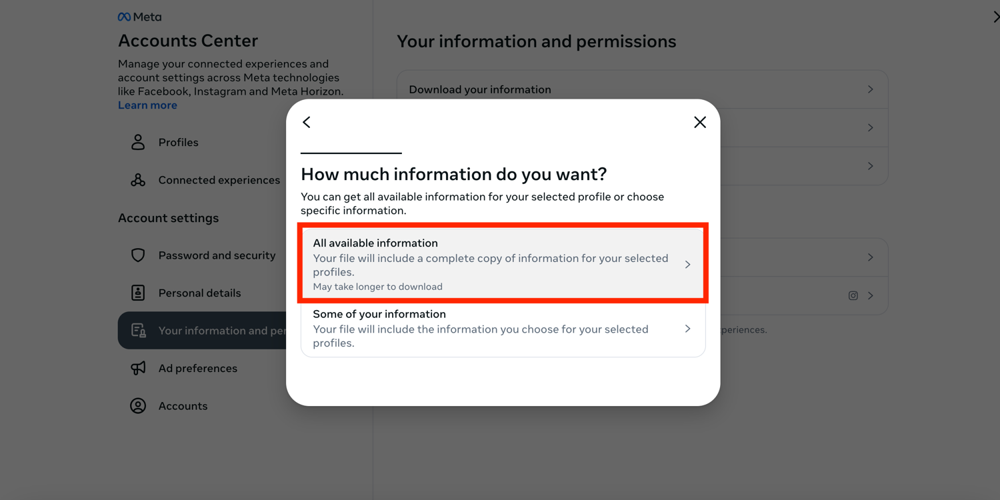 Meta
Accounts Center
Manage your connected experiences and
account settings across Meta technologies
like Facebook, Instagram and Meta Horizon.
Learn more
Profiles
Connected experiences
Account settings
Password and security
Personal details
Your information and per
Ad preferences
Accounts
Your information and permissions
Download your information
How much information do you want?
You can get all available information for your selected profile or choose
specific information.
All available information
Your file will include a complete copy of information for your selected
profiles.
May take longer to download
Some of your information
Your file will include the information you choose for your selected
profiles.
periences.